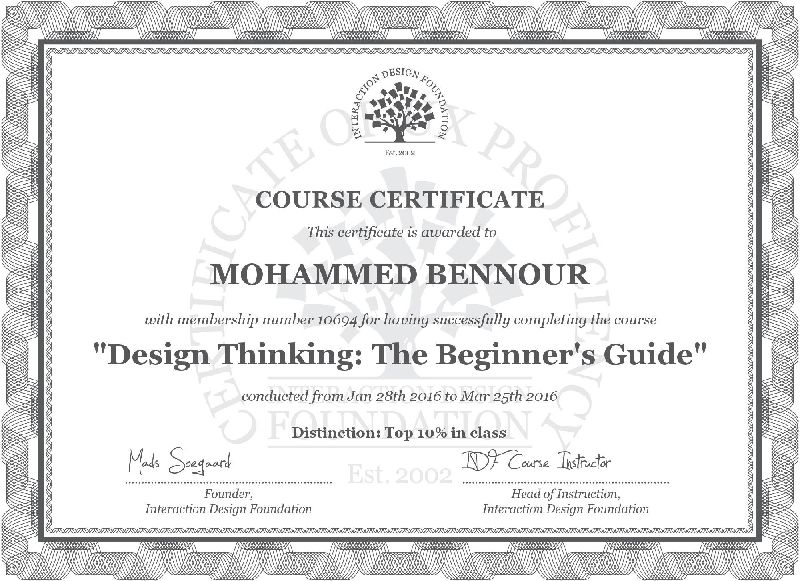 INTERACTION DESIGN FOUNDATION
Est. 2002
CERTIFICATE OF UX PROFICIENCY
COURSE CERTIFICATE
This certificate is awarded to
MOHAMMED BENNOUR
with membership number 10694 for having successfully completing the course
"Design Thinking: The Beginner's Guide"
conducted from Jan 28th 2016 to Mar 25th 2016
INTERACTION DESIGN
FOUNDATION
Distinction: Top 10% in class
Est. 2002
Mads Soegaard
IDF Course Instructor
Founder,
Interaction Design Foundation
Head of Instruction,
Interaction Design Foundation